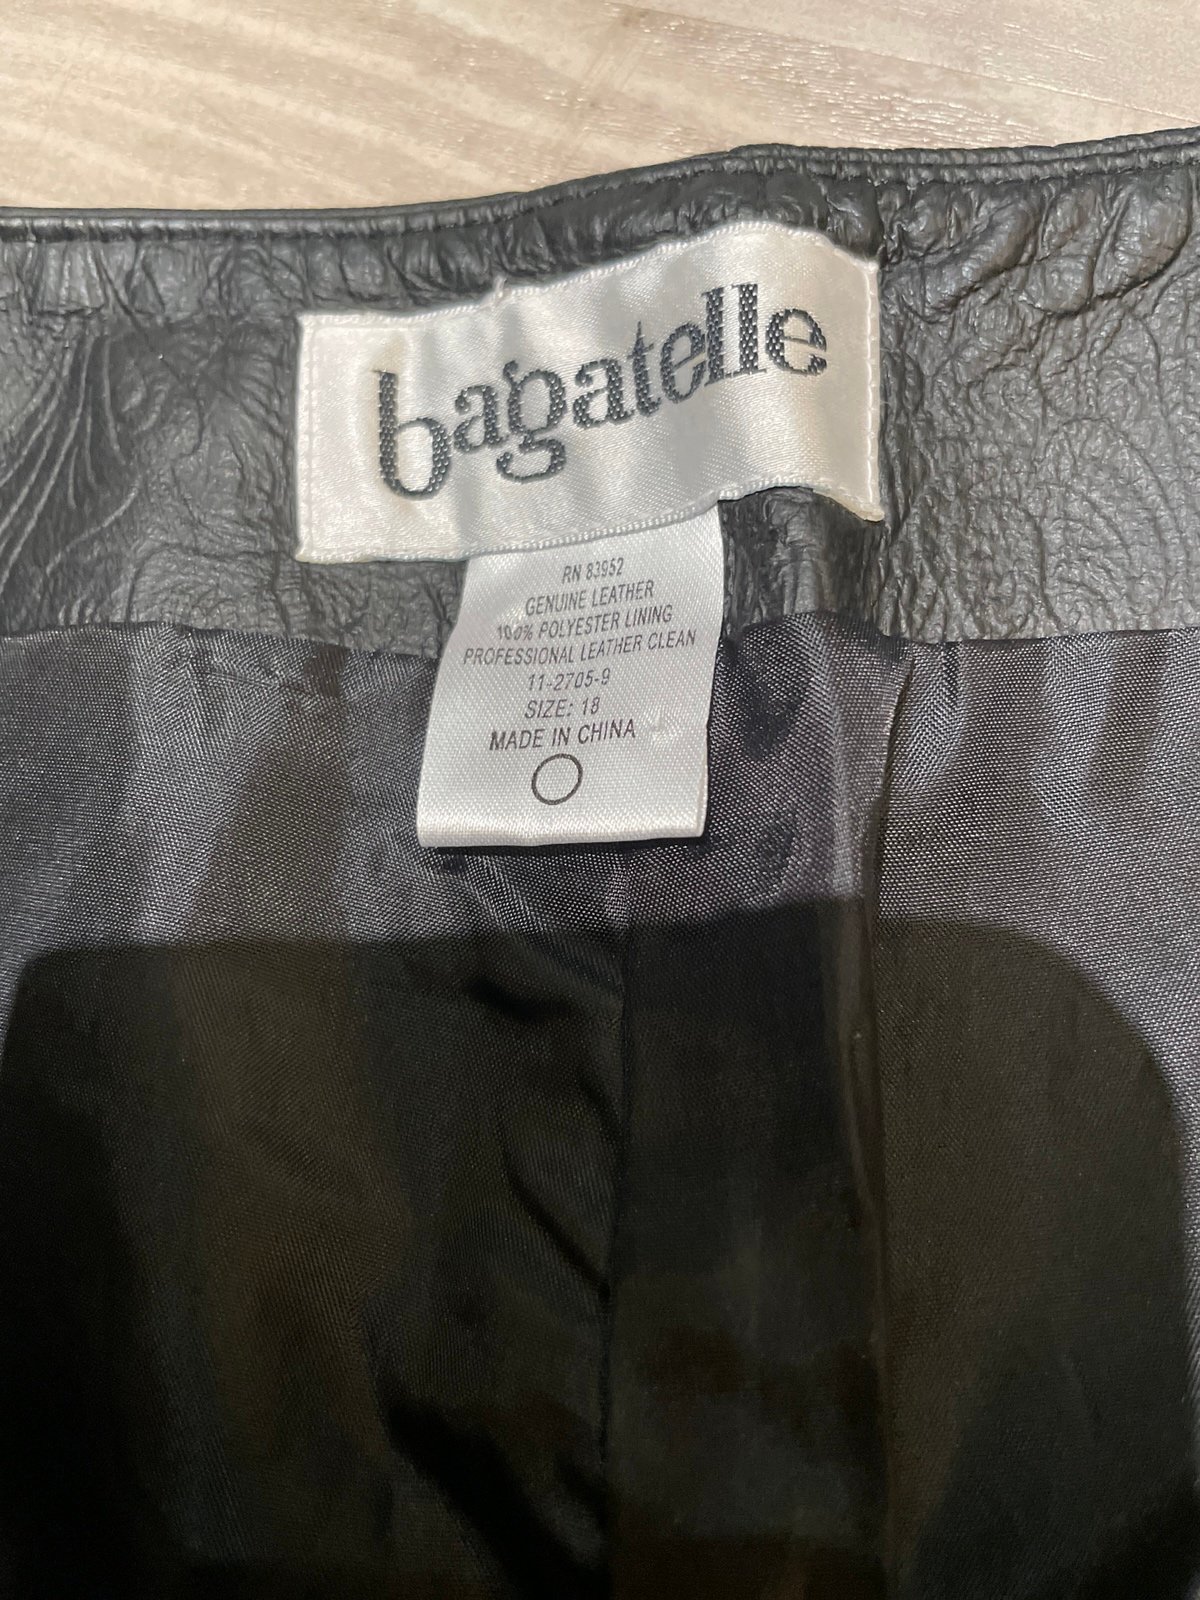 bagatelle
RN 83952
GENUINE LEATHER
100% POLYESTER LINING
PROFESSIONAL LEATHER CLEAN
11-2705-9
SIZE: 18
MADE IN CHINA